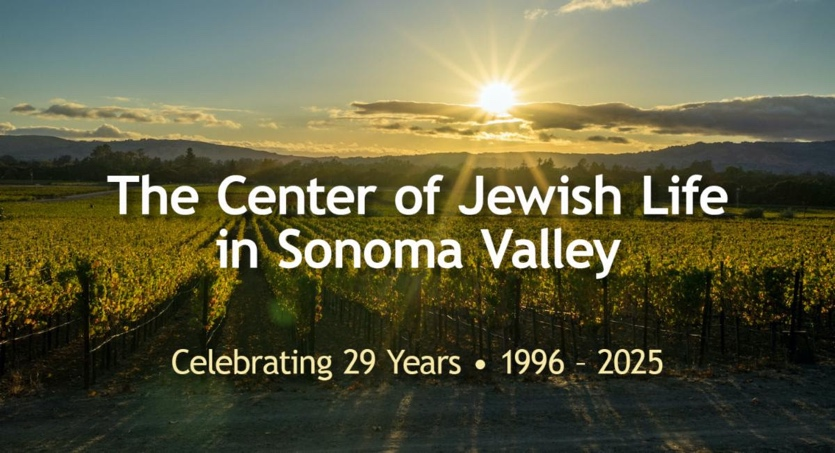 The Center of Jewish Life
in Sonoma Valley
Celebrating 29 Years • 1996 – 2025